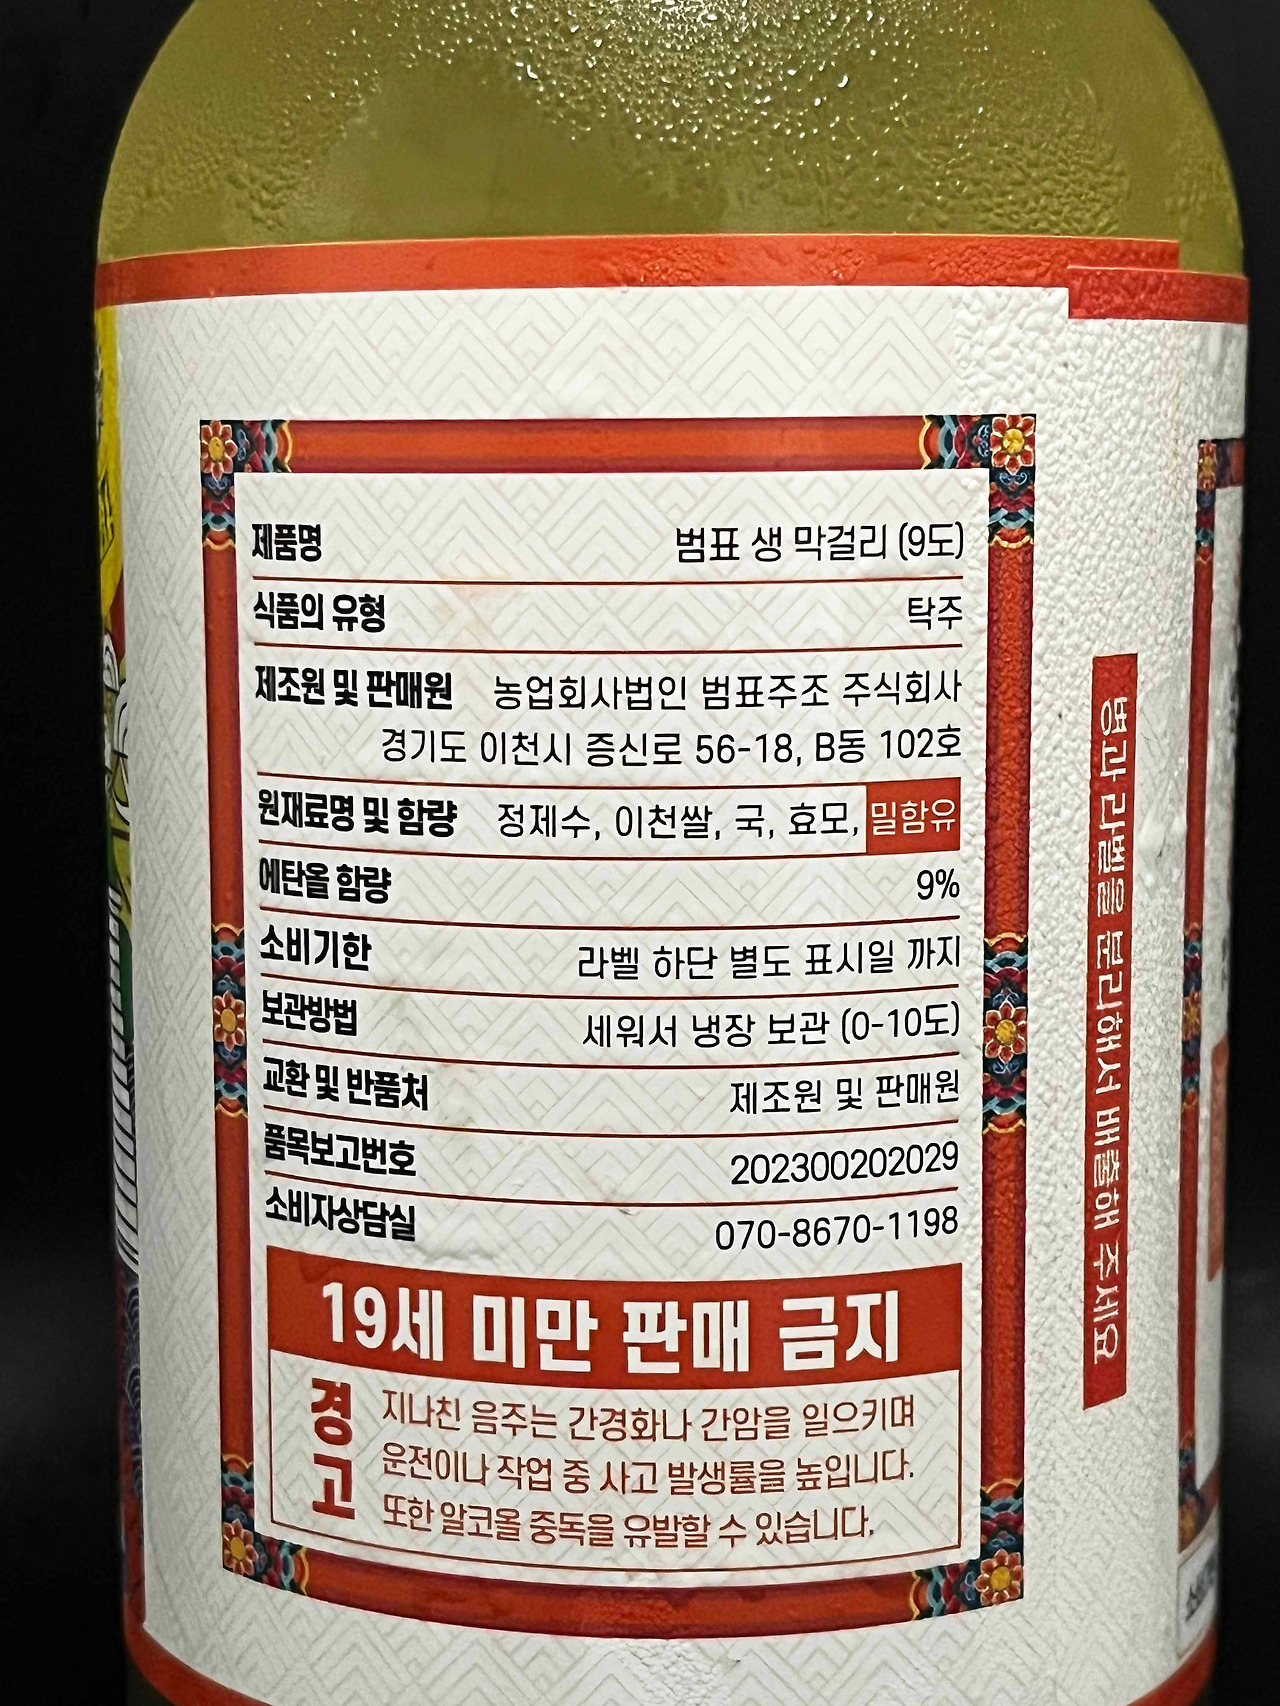 제품명 범표 생 막걸리 (9도)
식품의 유형 탁주
제조원 및 판매원 농업회사법인 범표주조 주식회사
경기도 이천시 증신로 56-18, B동 102호
원재료명 및 함량 정제수, 이천쌀, 국, 효모, 밀함유
에탄올 함량 9%
소비기한 라벨 하단 별도 표시일 까지
보관방법 세워서 냉장 보관 (0-10도)
교환 및 반품처 제조원 및 판매원
품목보고번호 202300202029
소비자상담실 070-8670-1198
19세 미만 판매 금지
경고
지나친 음주는 간경화나 간암을 일으키며
운전이나 작업 중 사고 발생률을 높입니다.
또한 알코올 중독을 유발할 수 있습니다.
병과 라벨을 분리해서 배출해 주세요